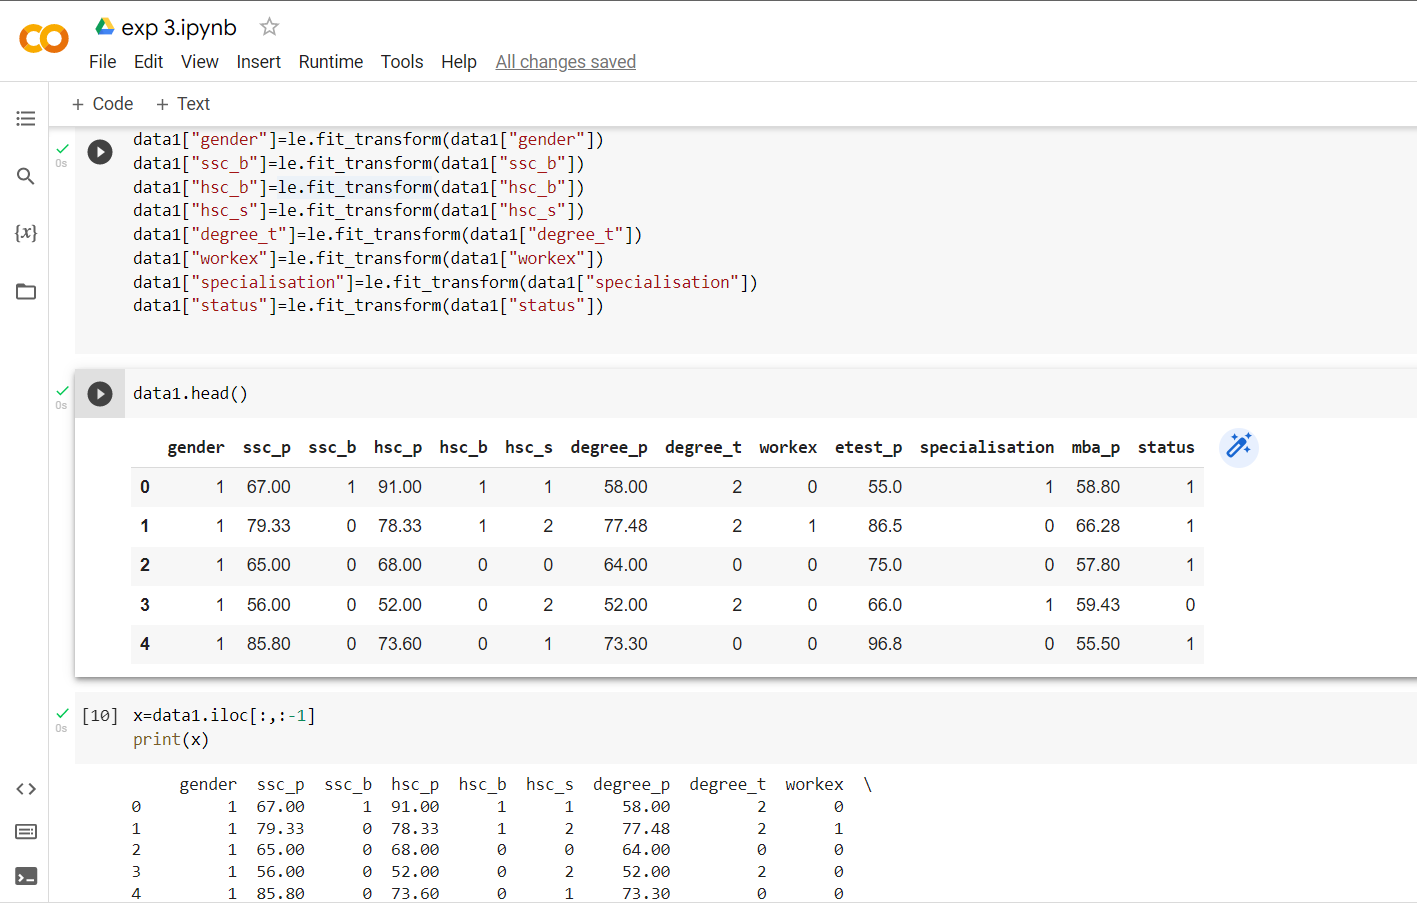 exp 3.ipynb
File Edit View Insert Runtime Tools Help All changes saved
+ Code + Text
data1["gender"]=le.fit_transform(data1["gender"])
0s
data1["ssc_b"]=le.fit_transform(data1["ssc_b"])
data1["hsc_b"]=le.fit_transform(data1["hsc_b"])
data1["hsc_s"]=le.fit_transform(data1["hsc_s"])
{x}
data1["degree_t"]=le.fit_transform(data1["degree_t"])
data1["workex"]=le.fit_transform(data1["workex"])
data1["specialisation"]=le.fit_transform(data1["specialisation"])
data1["status"]=le.fit_transform(data1["status"])
data1.head()
0s
gender ssc_p ssc_b hsc_p hsc_b hsc_s degree_p degree_t workex etest_p specialisation mba_p status
0 1 67.00 1 91.00 1 1 58.00 2 0 55.0 1 58.80 1
1 1 79.33 0 78.33 1 2 77.48 2 1 86.5 0 66.28 1
2 1 65.00 0 68.00 0 0 64.00 0 0 75.0 0 57.80 1
3 1 56.00 0 52.00 0 2 52.00 2 0 66.0 1 59.43 0
4 1 85.80 0 73.60 0 1 73.30 0 0 96.8 0 55.50 1
[10] x=data1.iloc[:,:-1]
0s
print(x)
gender ssc_p ssc_b hsc_p hsc_b hsc_s degree_p degree_t workex \
0 1 67.00 1 91.00 1 1 58.00 2 0
1 1 79.33 0 78.33 1 2 77.48 2 1
2 1 65.00 0 68.00 0 0 64.00 0 0
3 1 56.00 0 52.00 0 2 52.00 2 0
4 1 85.80 0 73.60 0 1 73.30 0 0